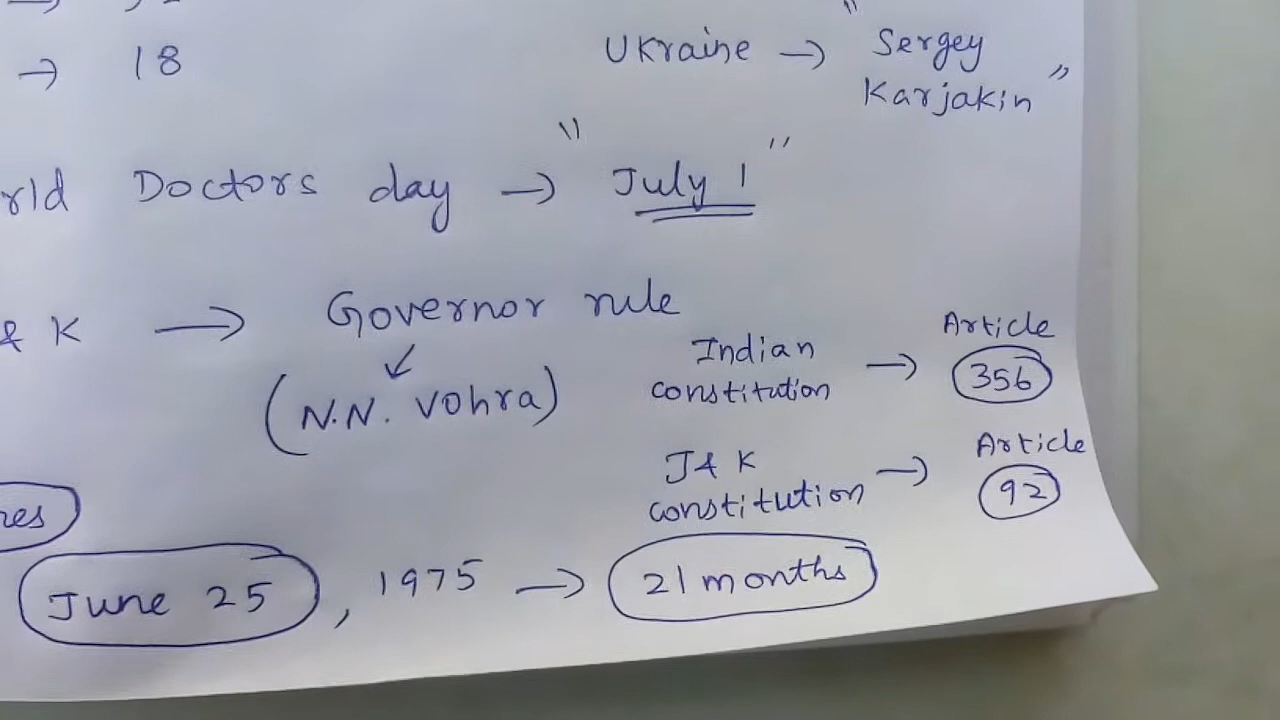 → 18
Ukraine → "Sergey
Karjakin"
rld Doctors day → "July 1"
& K → Governor rule
(N.N. Vohra)
Indian
constitution → Article
356
J & K
constitution → Article
92
res
June 25, 1975 → 21 months